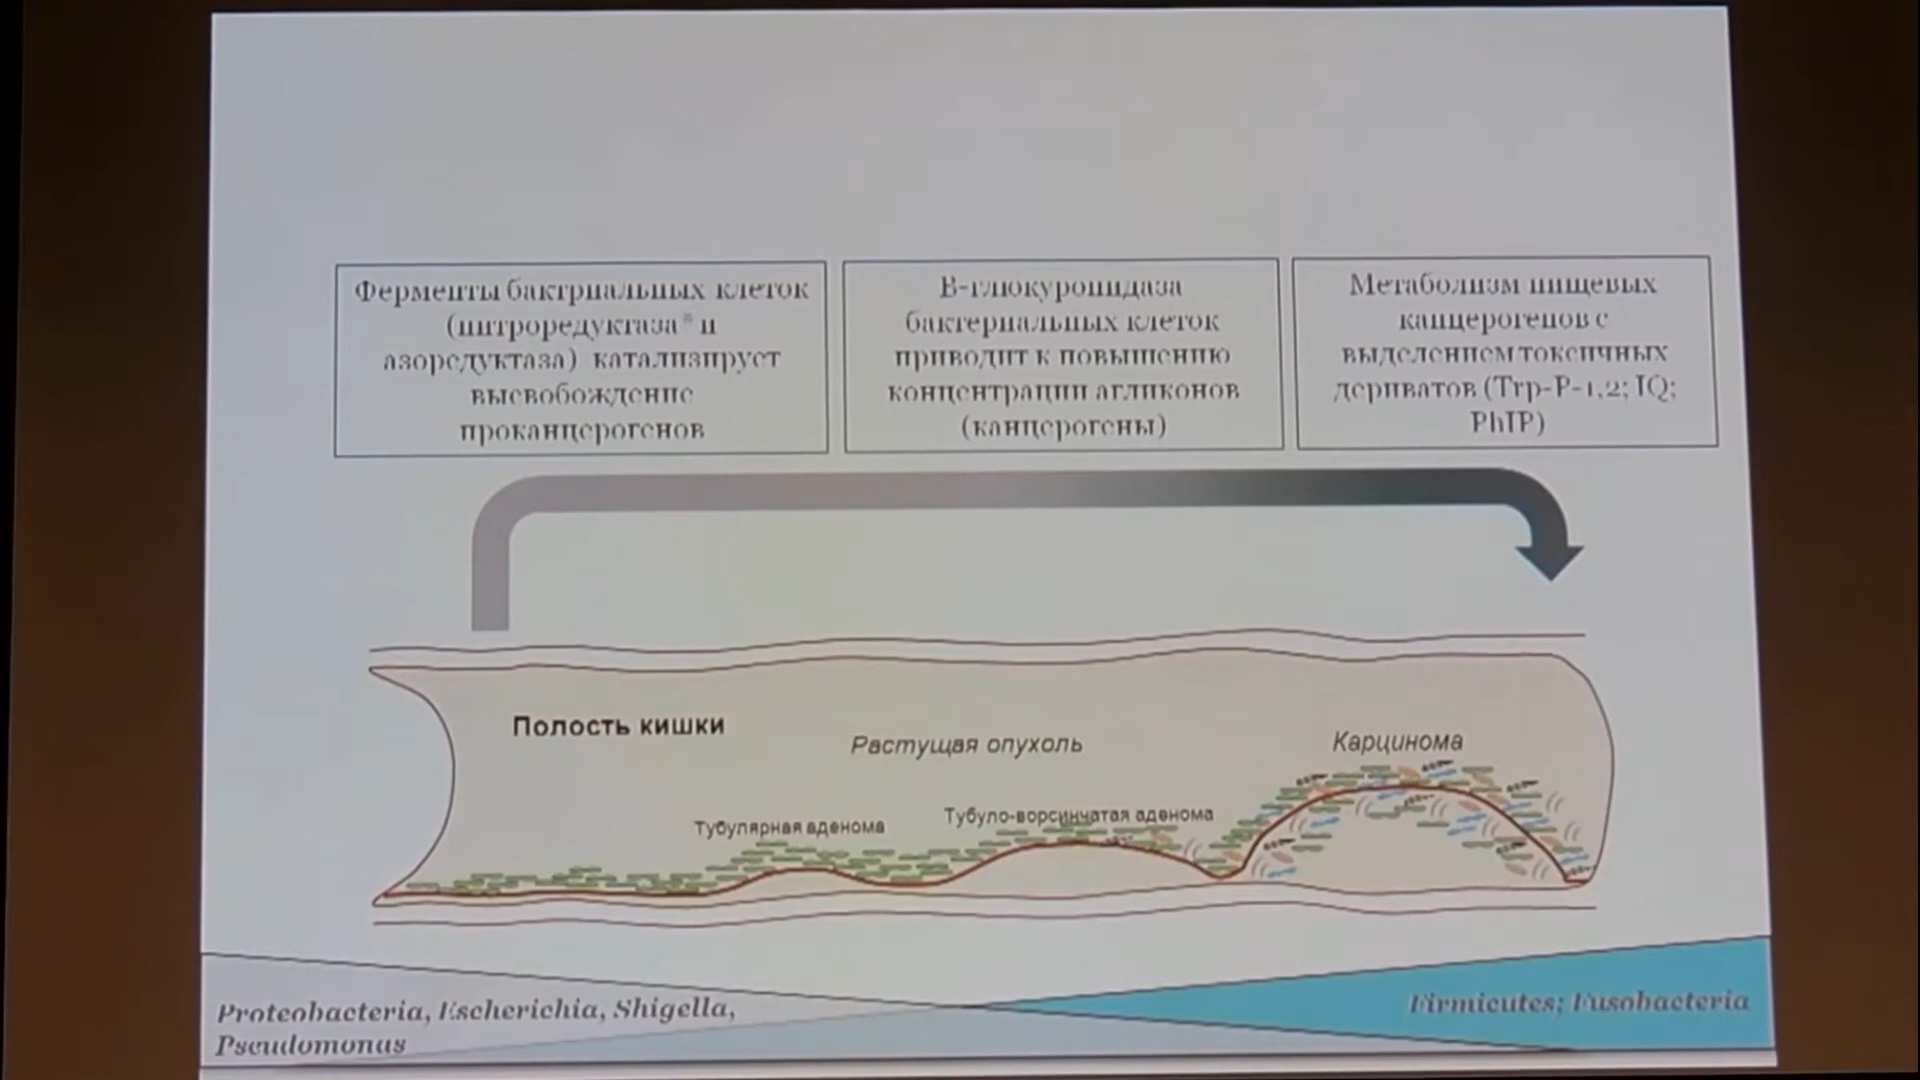 Ферменты бактриальных клеток
(нитроредуктаза* и
азоредуктаза) катализирует
высвобождение
проканцерогенов
В-глюкуронидаза
бактериальных клеток
приводит к повышению
концентрации агликонов
(канцерогены)
Метаболизм пищевых
канцерогенов с
выделением токсичных
дериватов (Trp-P-1,2; IQ;
PhIP)
Полость кишки
Растущая опухоль
Карцинома
Тубулярная аденома
Тубуло-ворсинчатая аденома
Proteobacteria, Escherichia, Shigella,
Pseudomonas
Firmicutes; Fusobacteria